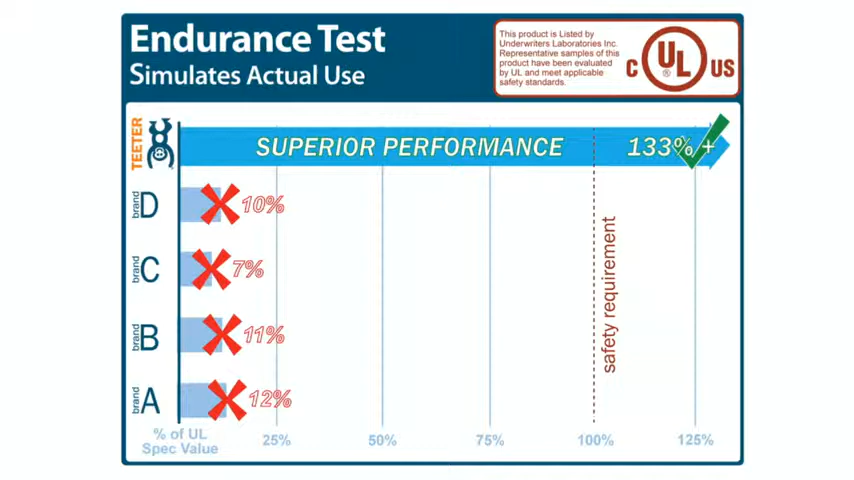 Endurance Test
Simulates Actual Use
This product is Listed by
Underwriters Laboratories Inc.
Representative samples of this
product have been evaluated
by UL and meet applicable
safety standards.
C UL ® US
TEETER
SUPERIOR PERFORMANCE 133% +
brand D 10%
brand C 7%
brand B 11%
brand A 12%
safety requirement
% of UL
Spec Value
25% 50% 75% 100% 125%